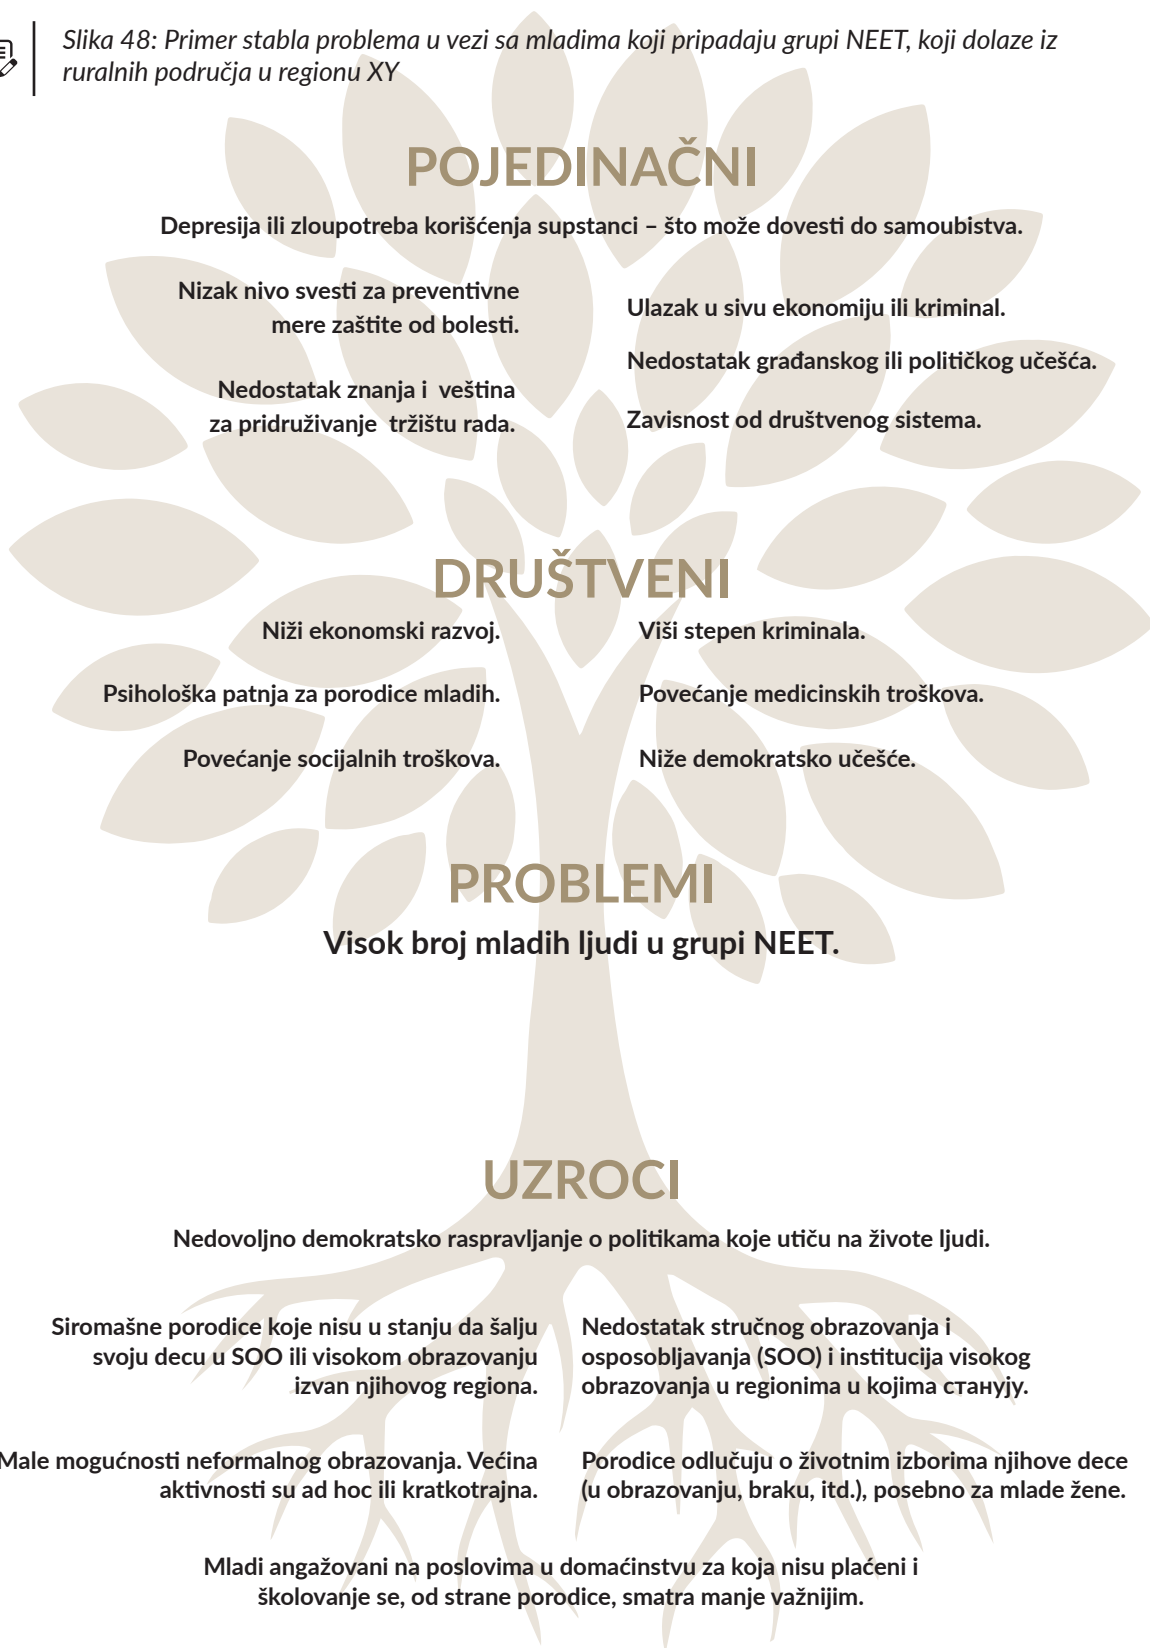 Slika 48: Primer stabla problema u vezi sa mladima koji pripadaju grupi NEET, koji dolaze iz
ruralnih područja u regionu XY
POJEDINAČNI
Depresija ili zloupotreba korišćenja supstanci – što može dovesti do samoubistva.
Nizak nivo svesti za preventivne
mere zaštite od bolesti.
Nedostatak znanja i veština
za pridruživanje tržištu rada.
Ulazak u sivu ekonomiju ili kriminal.
Nedostatak građanskog ili političkog učešća.
Zavisnost od društvenog sistema.
DRUŠTVENI
Niži ekonomski razvoj.
Psihološka patnja za porodice mladih.
Povećanje socijalnih troškova.
Viši stepen kriminala.
Povećanje medicinskih troškova.
Niže demokratsko učešće.
PROBLEMI
Visok broj mladih ljudi u grupi NEET.
UZROCI
Nedovoljno demokratsko raspravljanje o politikama koje utiču na živote ljudi.
Siromašne porodice koje nisu u stanju da šalju
svoju decu u SOO ili visokom obrazovanju
izvan njihovog regiona.
Nedostatak stručnog obrazovanja i
osposobljavanja (SOO) i institucija visokog
obrazovanja u regionima u kojima станују.
Male mogućnosti neformalnog obrazovanja. Većina
aktivnosti su ad hoc ili kratkotrajna.
Porodice odlučuju o životnim izborima njihove dece
(u obrazovanju, braku, itd.), posebno za mlade žene.
Mladi angažovani na poslovima u domaćinstvu za koja nisu plaćeni i
školovanje se, od strane porodice, smatra manje važnijim.